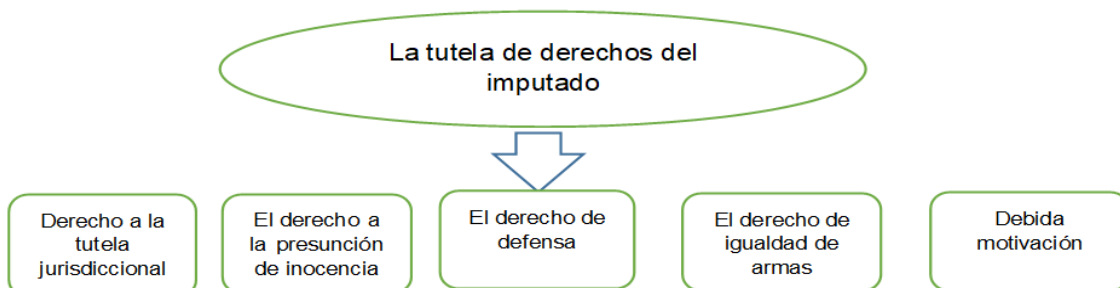 La tutela de derechos del
imputado
Derecho a la
tutela
jurisdiccional
El derecho a
la presunción
de inocencia
El derecho de
defensa
El derecho de
igualdad de
armas
Debida
motivación